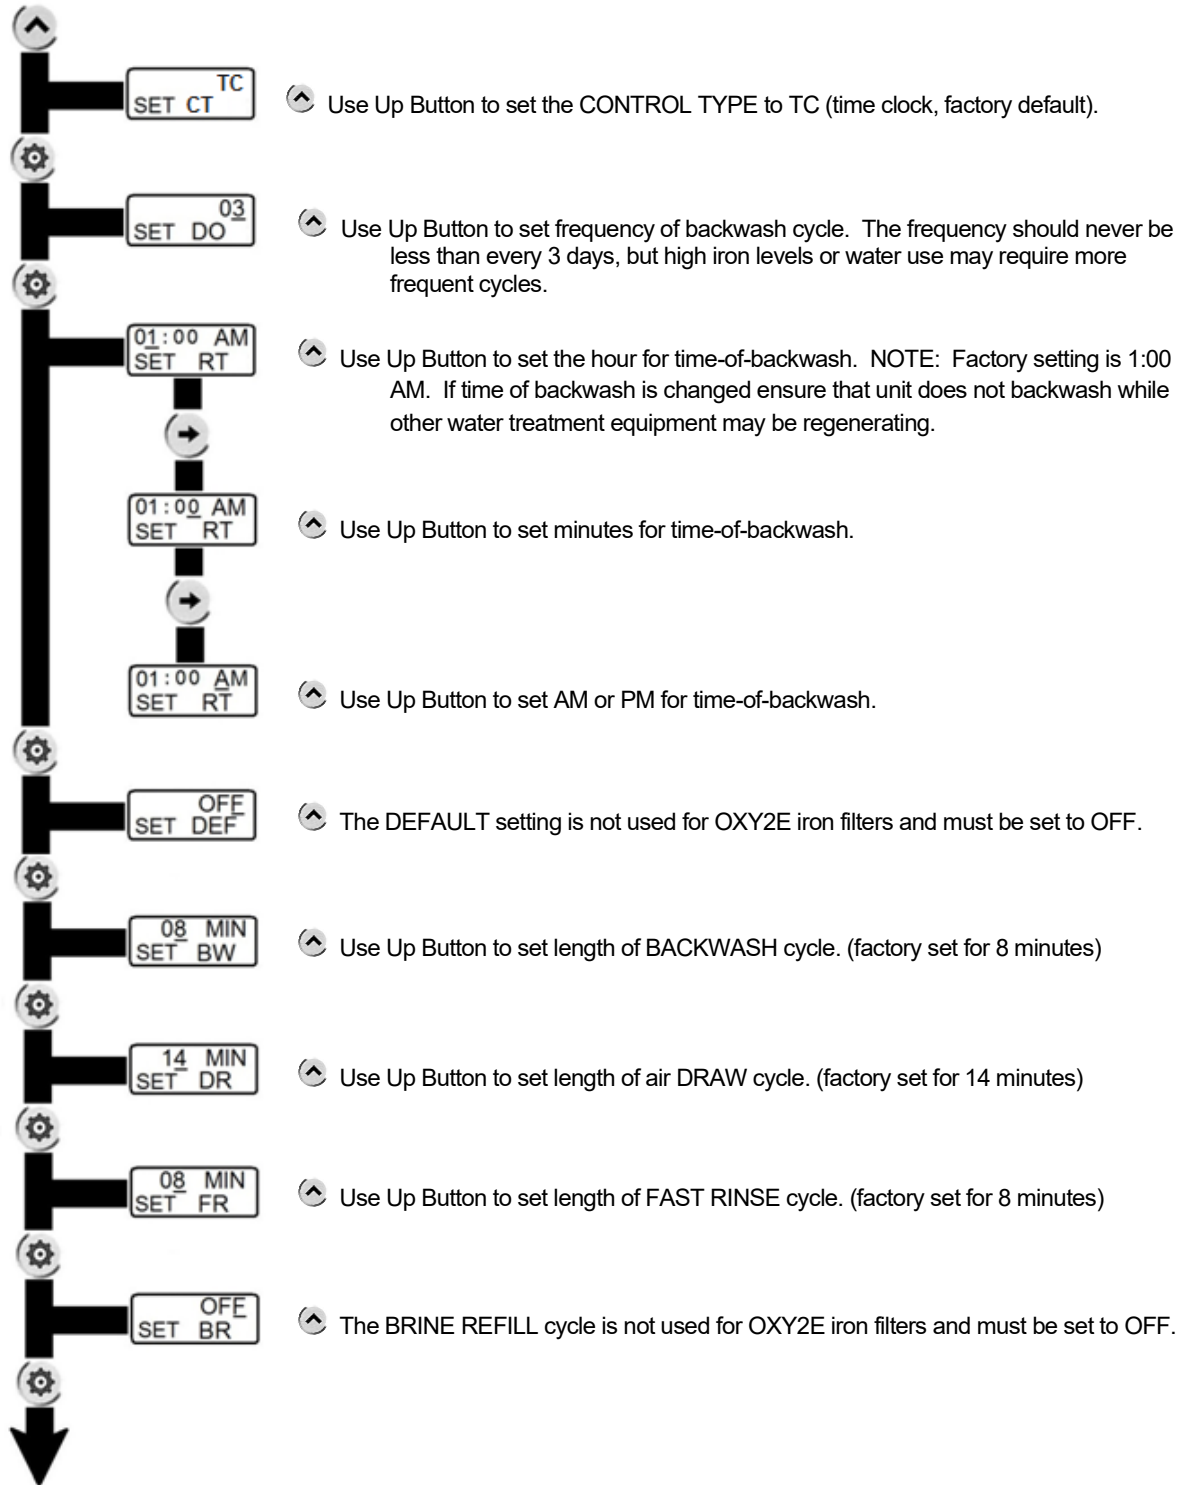 TC
SET CT
Use Up Button to set the CONTROL TYPE to TC (time clock, factory default).
03
SET DO
Use Up Button to set frequency of backwash cycle. The frequency should never be
less than every 3 days, but high iron levels or water use may require more
frequent cycles.
01:00 AM
SET RT
Use Up Button to set the hour for time-of-backwash. NOTE: Factory setting is 1:00
AM. If time of backwash is changed ensure that unit does not backwash while
other water treatment equipment may be regenerating.
01:00 AM
SET RT
Use Up Button to set minutes for time-of-backwash.
01:00 AM
SET RT
Use Up Button to set AM or PM for time-of-backwash.
OFF
SET DEF
The DEFAULT setting is not used for OXY2E iron filters and must be set to OFF.
08 MIN
SET BW
Use Up Button to set length of BACKWASH cycle. (factory set for 8 minutes)
14 MIN
SET DR
Use Up Button to set length of air DRAW cycle. (factory set for 14 minutes)
08 MIN
SET FR
Use Up Button to set length of FAST RINSE cycle. (factory set for 8 minutes)
OFF
SET BR
The BRINE REFILL cycle is not used for OXY2E iron filters and must be set to OFF.